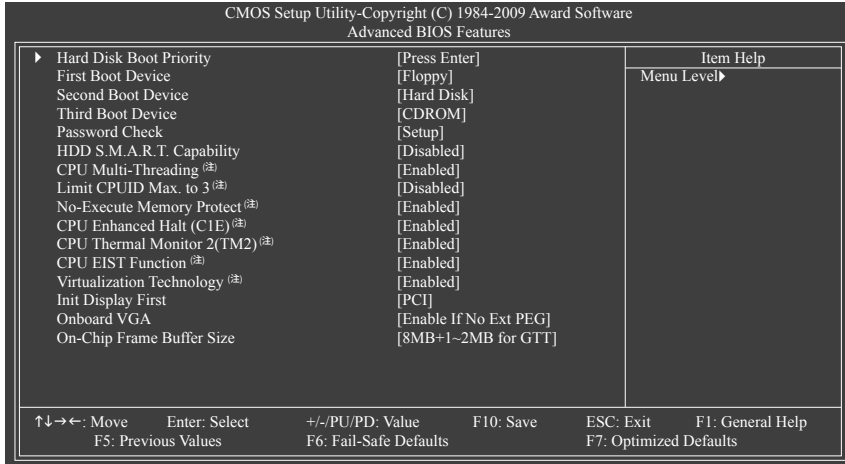 CMOS Setup Utility-Copyright (C) 1984-2009 Award Software
Advanced BIOS Features
▶ Hard Disk Boot Priority [Press Enter] Item Help
First Boot Device [Floppy] Menu Level▶
Second Boot Device [Hard Disk]
Third Boot Device [CDROM]
Password Check [Setup]
HDD S.M.A.R.T. Capability [Disabled]
CPU Multi-Threading (注) [Enabled]
Limit CPUID Max. to 3 (注) [Disabled]
No-Execute Memory Protect (注) [Enabled]
CPU Enhanced Halt (C1E) (注) [Enabled]
CPU Thermal Monitor 2(TM2) (注) [Enabled]
CPU EIST Function (注) [Enabled]
Virtualization Technology (注) [Enabled]
Init Display First [PCI]
Onboard VGA [Enable If No Ext PEG]
On-Chip Frame Buffer Size [8MB+1~2MB for GTT]
↑↓→←: Move Enter: Select +/-/PU/PD: Value F10: Save ESC: Exit F1: General Help
F5: Previous Values F6: Fail-Safe Defaults F7: Optimized Defaults